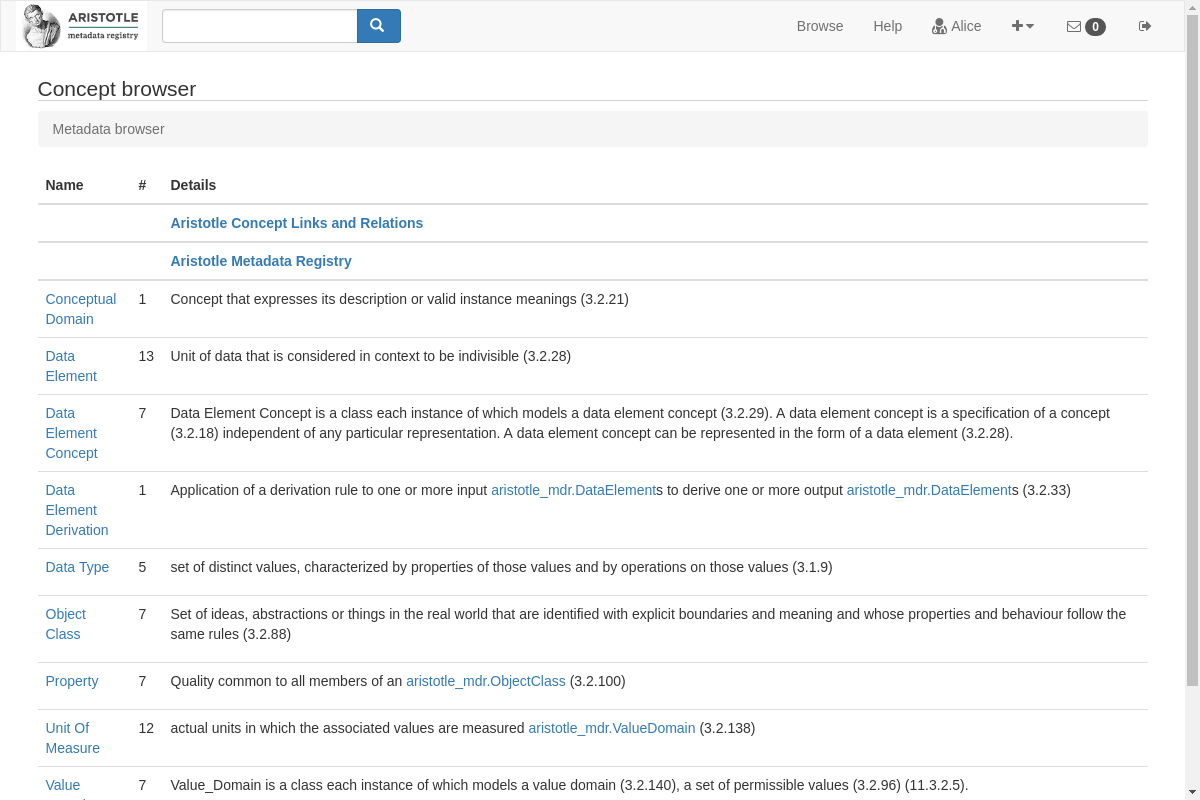 ARISTOTLE
metadata registry
Browse
Help
Alice
0
Concept browser
Metadata browser
Name # Details
Aristotle Concept Links and Relations
Aristotle Metadata Registry
Conceptual 1 Concept that expresses its description or valid instance meanings (3.2.21)
Domain
Data 13 Unit of data that is considered in context to be indivisible (3.2.28)
Element
Data 7 Data Element Concept is a class each instance of which models a data element concept (3.2.29). A data element concept is a specification of a concept
Element (3.2.18) independent of any particular representation. A data element concept can be represented in the form of a data element (3.2.28).
Concept
Data 1 Application of a derivation rule to one or more input aristotle_mdr.DataElements to derive one or more output aristotle_mdr.DataElements (3.2.33)
Element
Derivation
Data Type 5 set of distinct values, characterized by properties of those values and by operations on those values (3.1.9)
Object 7 Set of ideas, abstractions or things in the real world that are identified with explicit boundaries and meaning and whose properties and behaviour follow the
Class same rules (3.2.88)
Property 7 Quality common to all members of an aristotle_mdr.ObjectClass (3.2.100)
Unit Of 12 actual units in which the associated values are measured aristotle_mdr.ValueDomain (3.2.138)
Measure
Value 7 Value_Domain is a class each instance of which models a value domain (3.2.140), a set of permissible values (3.2.96) (11.3.2.5).